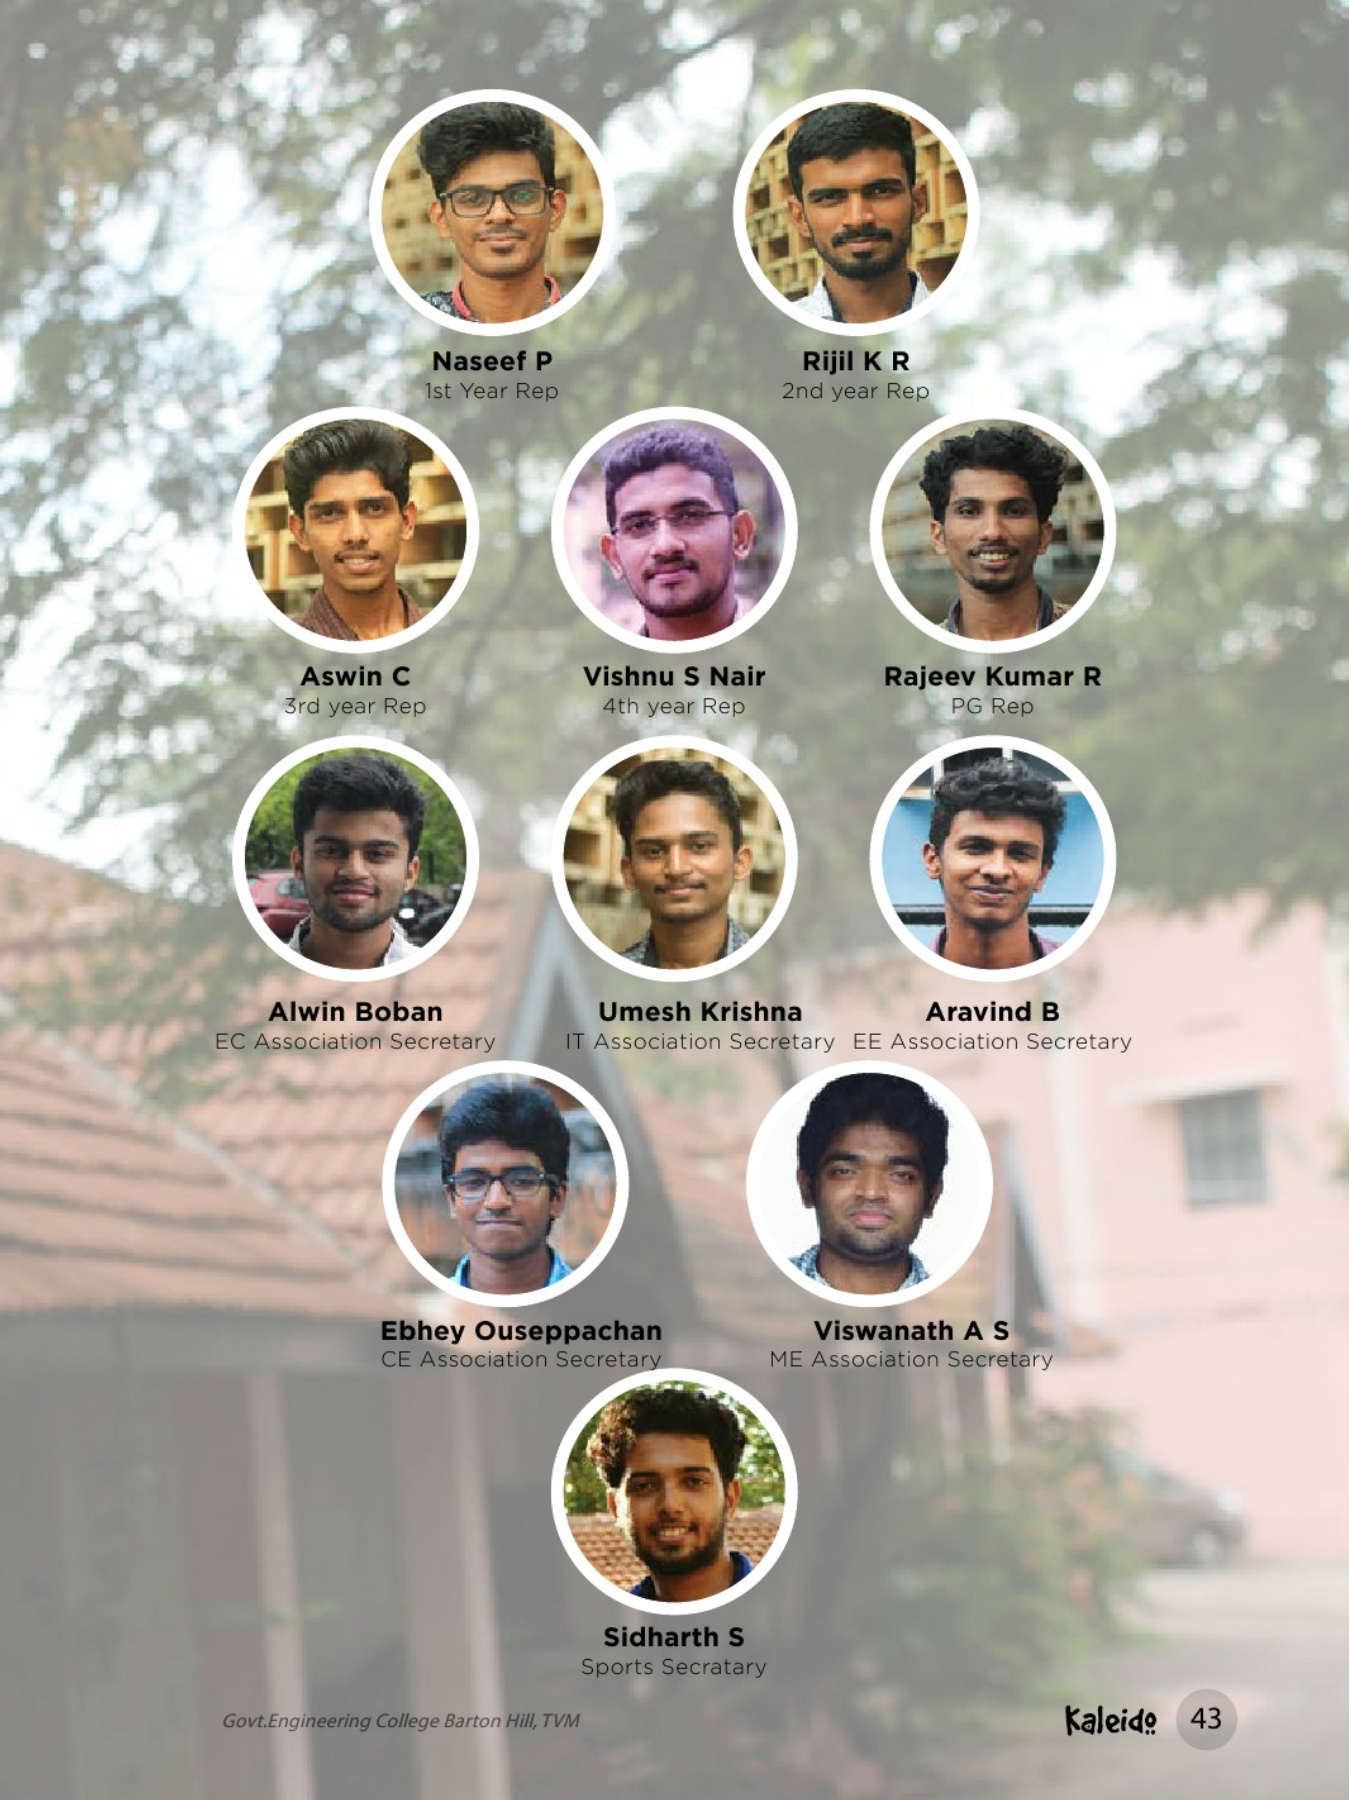 Naseef P
1st Year Rep
Rijil K R
2nd year Rep
Aswin C
3rd year Rep
Vishnu S Nair
4th year Rep
Rajeev Kumar R
PG Rep
Alwin Boban
EC Association Secretary
Umesh Krishna
IT Association Secretary
Aravind B
EE Association Secretary
Ebhey Ouseppachan
CE Association Secretary
Viswanath A S
ME Association Secretary
Sidharth S
Sports Secratary
Govt.Engineering College Barton Hill, TVM
Kaleido 43